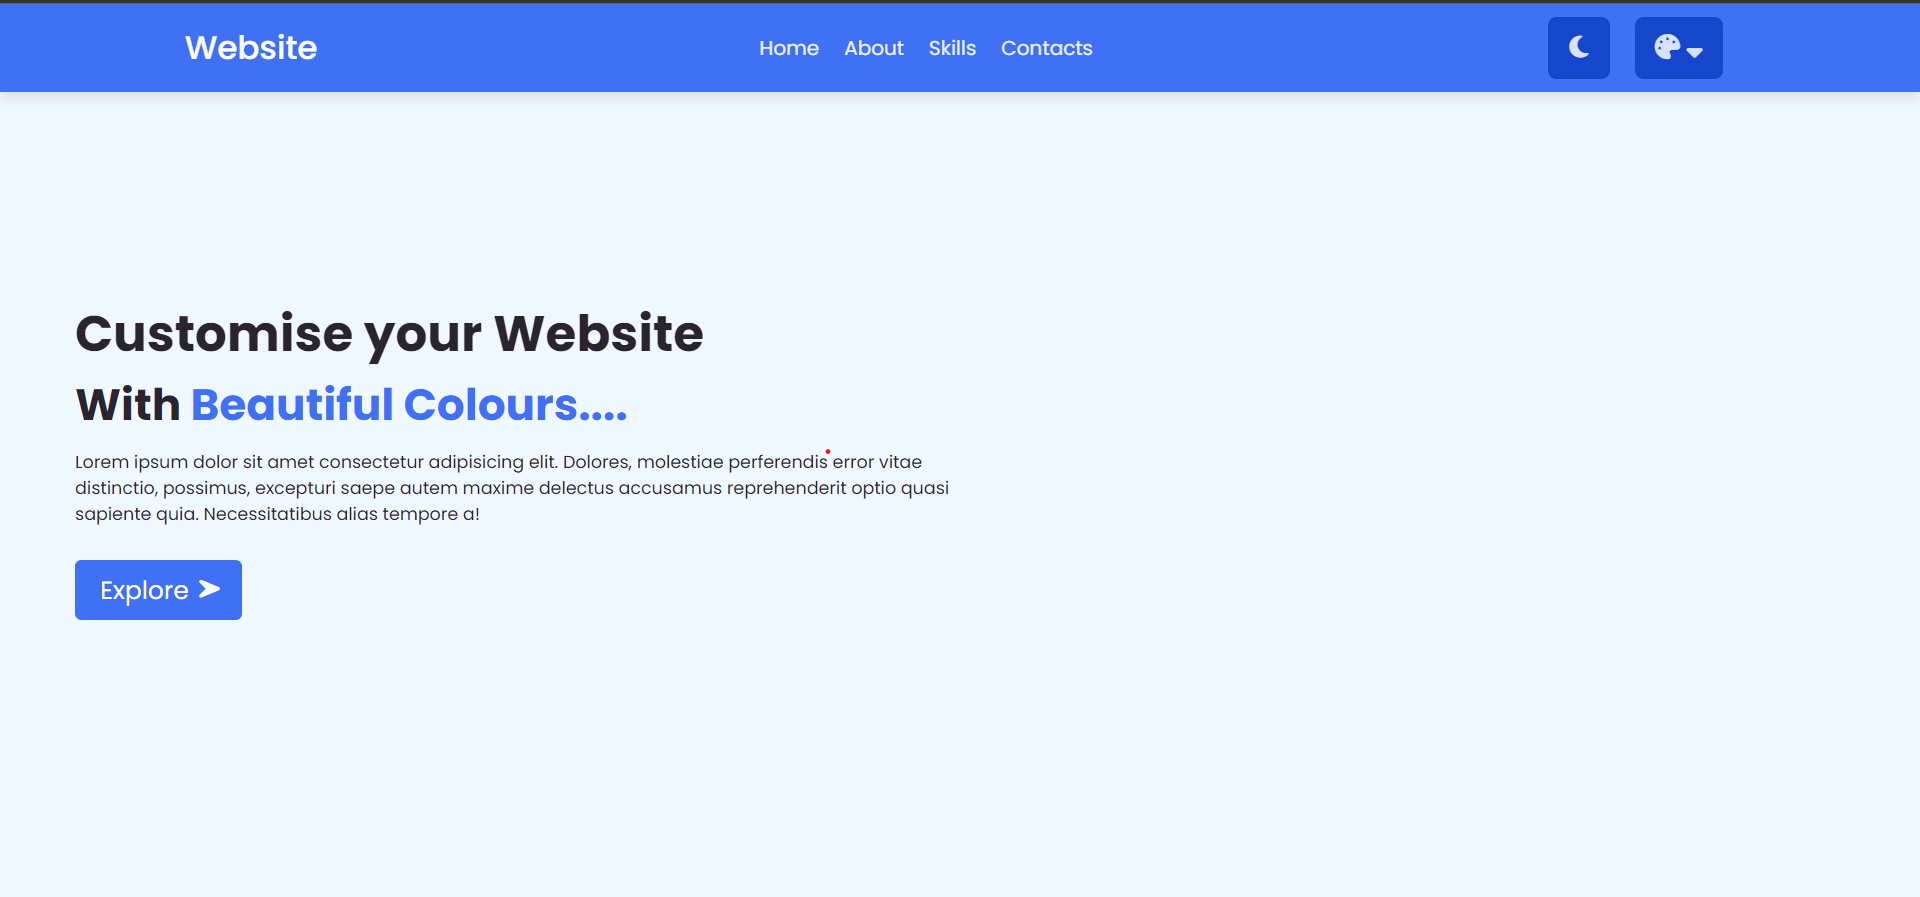 Website
Home About Skills Contacts
Customise your Website
With Beautiful Colours....
Lorem ipsum dolor sit amet consectetur adipisicing elit. Dolores, molestiae perferendis error vitae
distinctio, possimus, excepturi saepe autem maxime delectus accusamus reprehenderit optio quasi
sapiente quia. Necessitatibus alias tempore a!
Explore